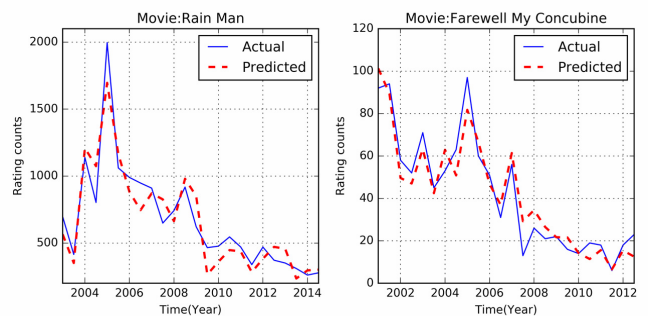 Movie:Rain Man
Rating counts
2000
1500
1000
500
Actual
Predicted
2004 2006 2008 2010 2012 2014
Time(Year)
Movie:Farewell My Concubine
Rating counts
120
100
80
60
40
20
0
Actual
Predicted
2002 2004 2006 2008 2010 2012
Time(Year)